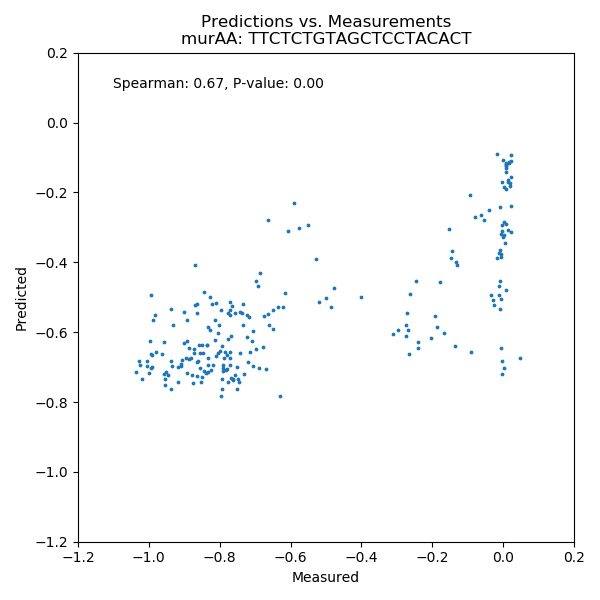 Predictions vs. Measurements
murAA: TTCTCTGTAGCTCCTACACT
Spearman: 0.67, P-value: 0.00
0.2
0.0
−0.2
−0.4
−0.6
−0.8
−1.0
−1.2
Predicted
−1.2 −1.0 −0.8 −0.6 −0.4 −0.2 0.0 0.2
Measured